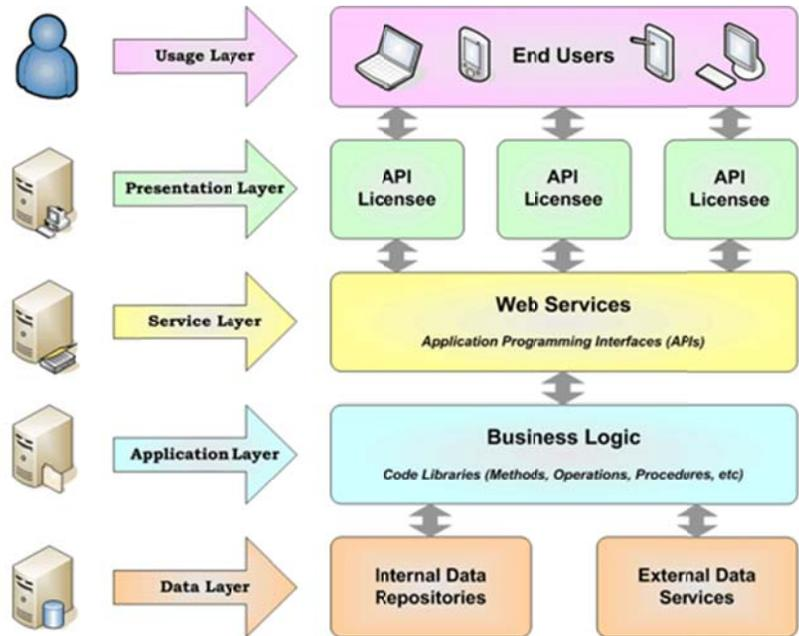 Usage Layer
End Users
Presentation Layer
API
Licensee
API
Licensee
API
Licensee
Service Layer
Web Services
Application Programming Interfaces (APIs)
Application Layer
Business Logic
Code Libraries (Methods, Operations, Procedures, etc)
Data Layer
Internal Data
Repositories
External Data
Services